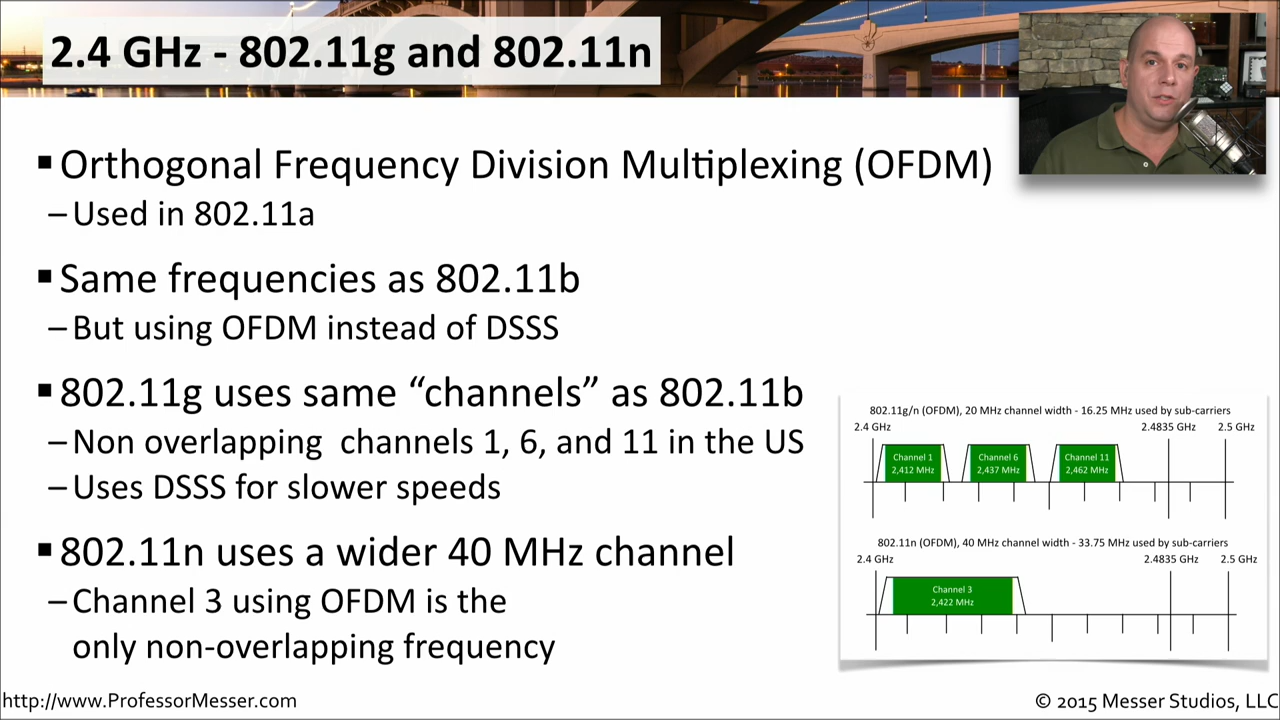 2.4 GHz - 802.11g and 802.11n
▪ Orthogonal Frequency Division Multiplexing (OFDM)
– Used in 802.11a
▪ Same frequencies as 802.11b
– But using OFDM instead of DSSS
▪ 802.11g uses same “channels” as 802.11b
– Non overlapping channels 1, 6, and 11 in the US
– Uses DSSS for slower speeds
▪ 802.11n uses a wider 40 MHz channel
– Channel 3 using OFDM is the
only non-overlapping frequency
802.11g/n (OFDM), 20 MHz channel width - 16.25 MHz used by sub-carriers
2.4 GHz 2.4835 GHz 2.5 GHz
Channel 1 Channel 6 Channel 11
2,412 MHz 2,437 MHz 2,462 MHz
802.11n (OFDM), 40 MHz channel width - 33.75 MHz used by sub-carriers
2.4 GHz 2.4835 GHz 2.5 GHz
Channel 3
2,422 MHz
http://www.ProfessorMesser.com
© 2015 Messer Studios, LLC